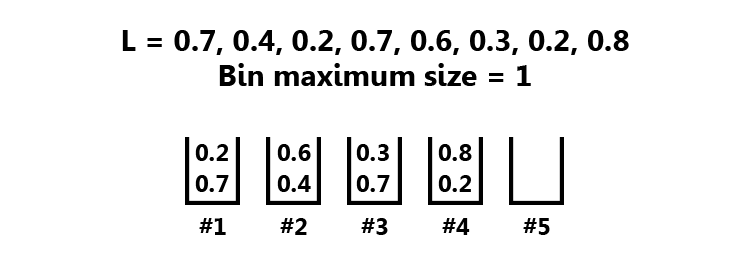 L = 0.7, 0.4, 0.2, 0.7, 0.6, 0.3, 0.2, 0.8
Bin maximum size = 1
0.2 0.6 0.3 0.8
0.7 0.4 0.7 0.2
#1 #2 #3 #4 #5